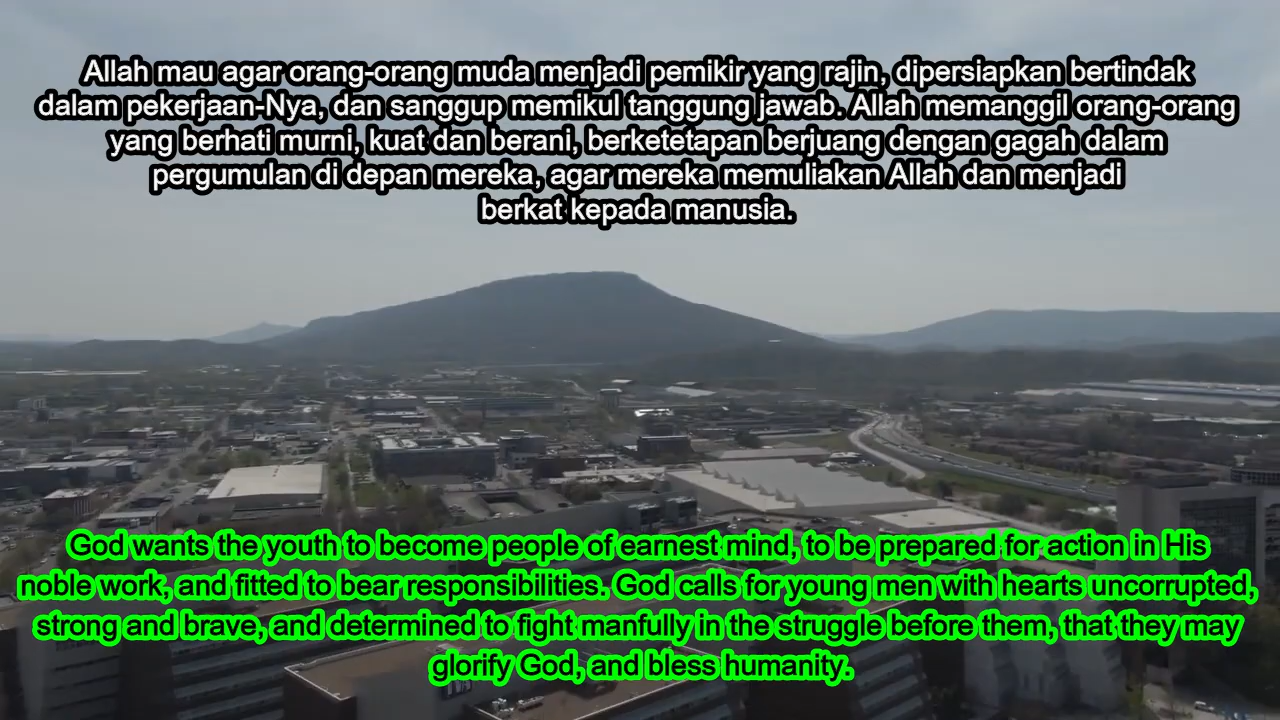 Allah mau agar orang-orang muda menjadi pemikir yang rajin, dipersiapkan bertindak
dalam pekerjaan-Nya, dan sanggup memikul tanggung jawab. Allah memanggil orang-orang
yang berhati murni, kuat dan berani, berketetapan berjuang dengan gagah dalam
pergumulan di depan mereka, agar mereka memuliakan Allah dan menjadi
berkat kepada manusia.
God wants the youth to become people of earnest mind, to be prepared for action in His
noble work, and fitted to bear responsibilities. God calls for young men with hearts uncorrupted,
strong and brave, and determined to fight manfully in the struggle before them, that they may
glorify God, and bless humanity.